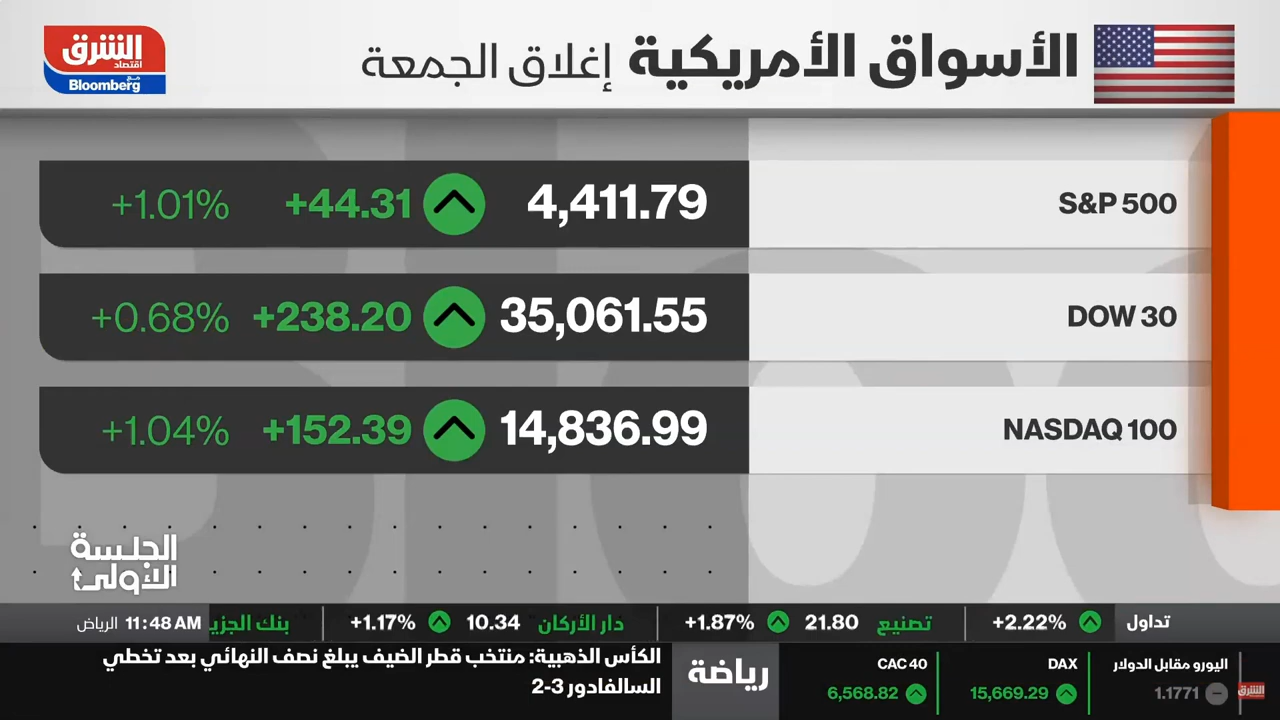 الأسواق الأمريكية إغلاق الجمعة
الشرق
اقتصاد
مع
Bloomberg
S&P 500 4,411.79 +44.31 +1.01%
DOW 30 35,061.55 +238.20 +0.68%
NASDAQ 100 14,836.99 +152.39 +1.04%
الجلسة
الأولى
تداول +2.22% تصنيع 21.80 +1.87% دار الأركان 10.34 +1.17% بنك الجزي
11:48 AM الرياض
الشرق
اليورو مقابل الدولار
1.1771
DAX
15,669.29
CAC 40
6,568.82
رياضة
الكأس الذهبية: منتخب قطر الضيف يبلغ نصف النهائي بعد تخطي
السالفادور 3-2